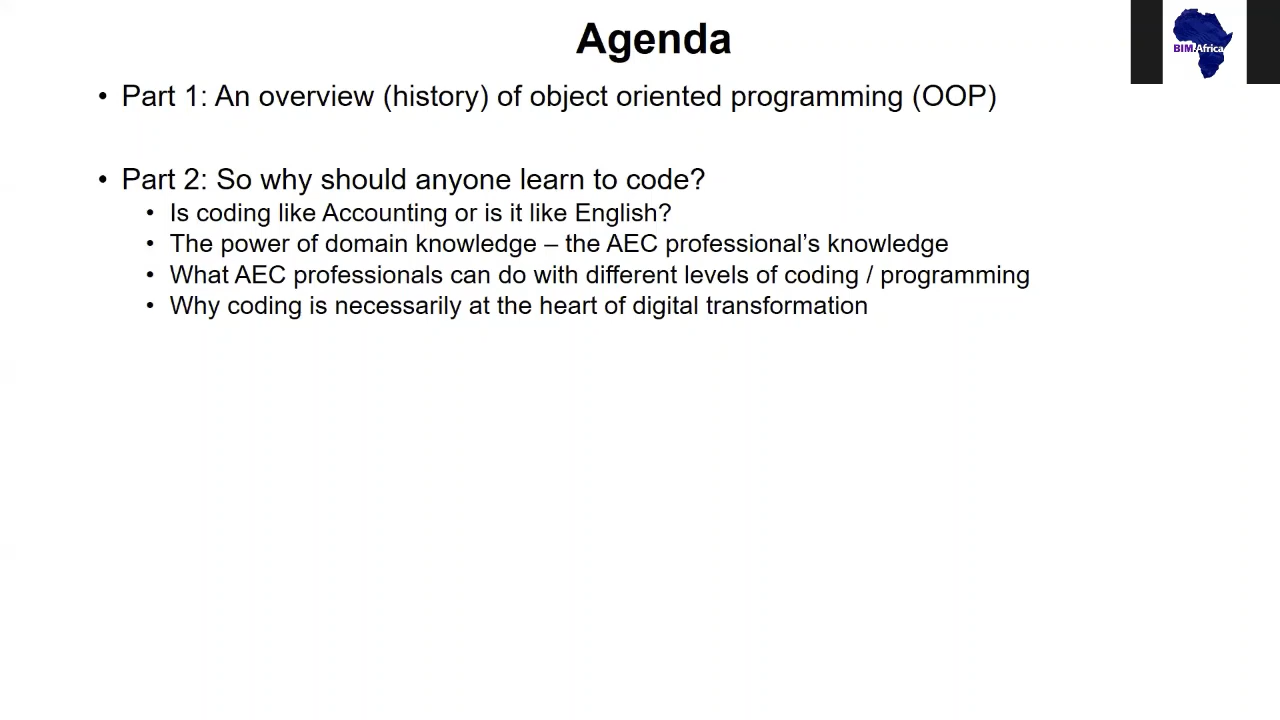 Agenda
BIM Africa
• Part 1: An overview (history) of object oriented programming (OOP)
• Part 2: So why should anyone learn to code?
• Is coding like Accounting or is it like English?
• The power of domain knowledge – the AEC professional’s knowledge
• What AEC professionals can do with different levels of coding / programming
• Why coding is necessarily at the heart of digital transformation